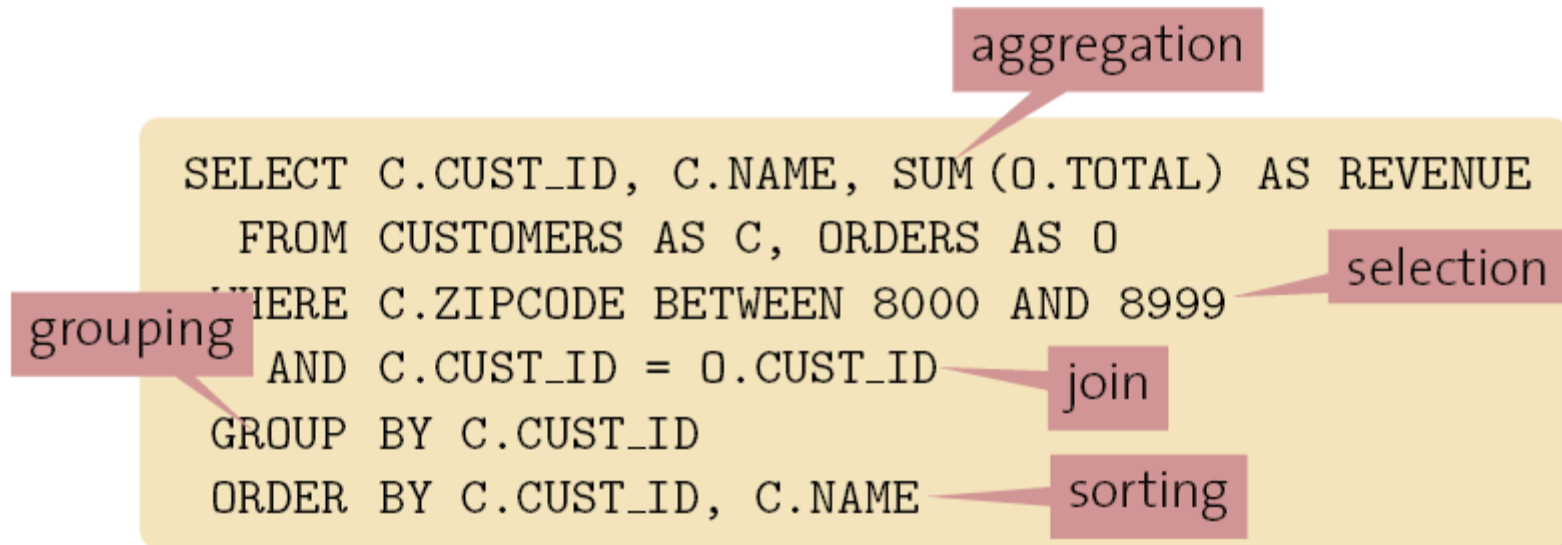 aggregation
SELECT C.CUST_ID, C.NAME, SUM (O.TOTAL) AS REVENUE
FROM CUSTOMERS AS C, ORDERS AS O
selection
WHERE C.ZIPCODE BETWEEN 8000 AND 8999
grouping
AND C.CUST_ID = O.CUST_ID
join
GROUP BY C.CUST_ID
ORDER BY C.CUST_ID, C.NAME
sorting